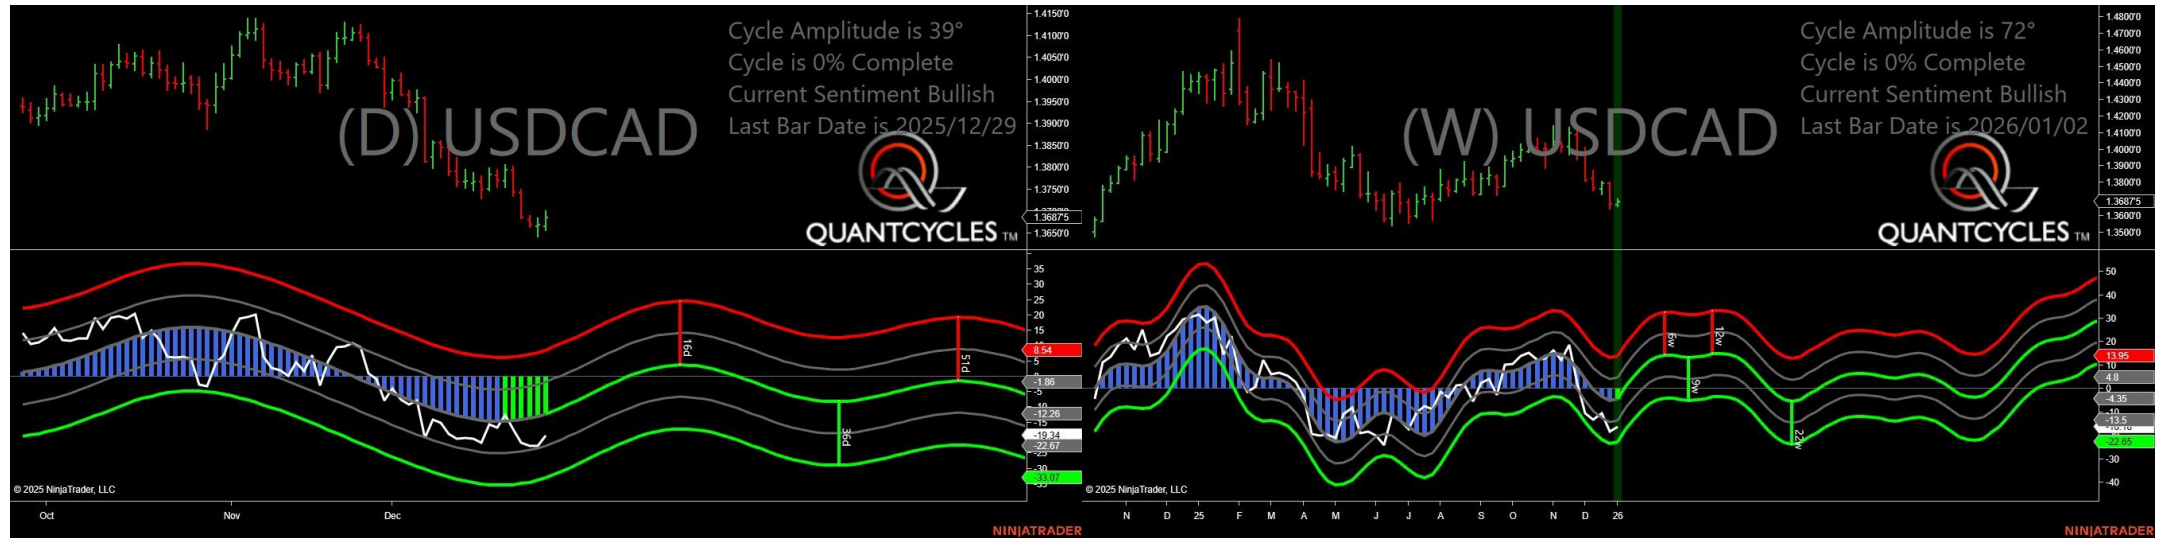 Cycle Amplitude is 39°
Cycle is 0% Complete
Current Sentiment Bullish
Last Bar Date is 2025/12/29
(D) USDCAD
QUANTCYCLES TM
1.4150'0
1.4100'0
1.4050'0
1.4000'0
1.3950'0
1.3900'0
1.3850'0
1.3800'0
1.3750'0
1.3687'5
1.3650'0
35
30
25
20
15
8.54
5
-1.86
-5
-12.26
-15
-19.34
-22.67
-25
-30
-33.07
16d
36d
51d
© 2025 NinjaTrader, LLC
Oct
Nov
Dec
NINJATRADER
Cycle Amplitude is 72°
Cycle is 0% Complete
Current Sentiment Bullish
Last Bar Date is 2026/01/02
(W) USDCAD
QUANTCYCLES TM
1.4800'0
1.4700'0
1.4600'0
1.4500'0
1.4400'0
1.4300'0
1.4200'0
1.4100'0
1.4000'0
1.3900'0
1.3800'0
1.3687'5
1.3600'0
1.3500'0
50
40
30
20
13.95
4.8
0
-4.35
-10
-13.5
-22.65
-30
-40
6w
9w
12w
22w
© 2025 NinjaTrader, LLC
N D 25 F M A M J J A S O N D 26
NINJATRADER